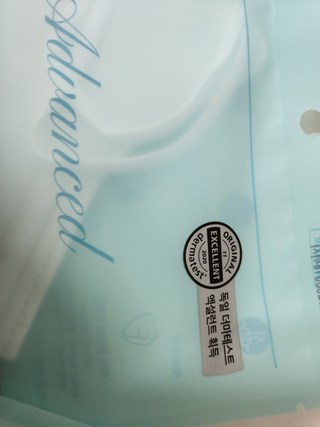 Advanced
ORIGINAL
EXCELLENT
2020
dermatest®
독일 더마테스트
엑설런트 획득